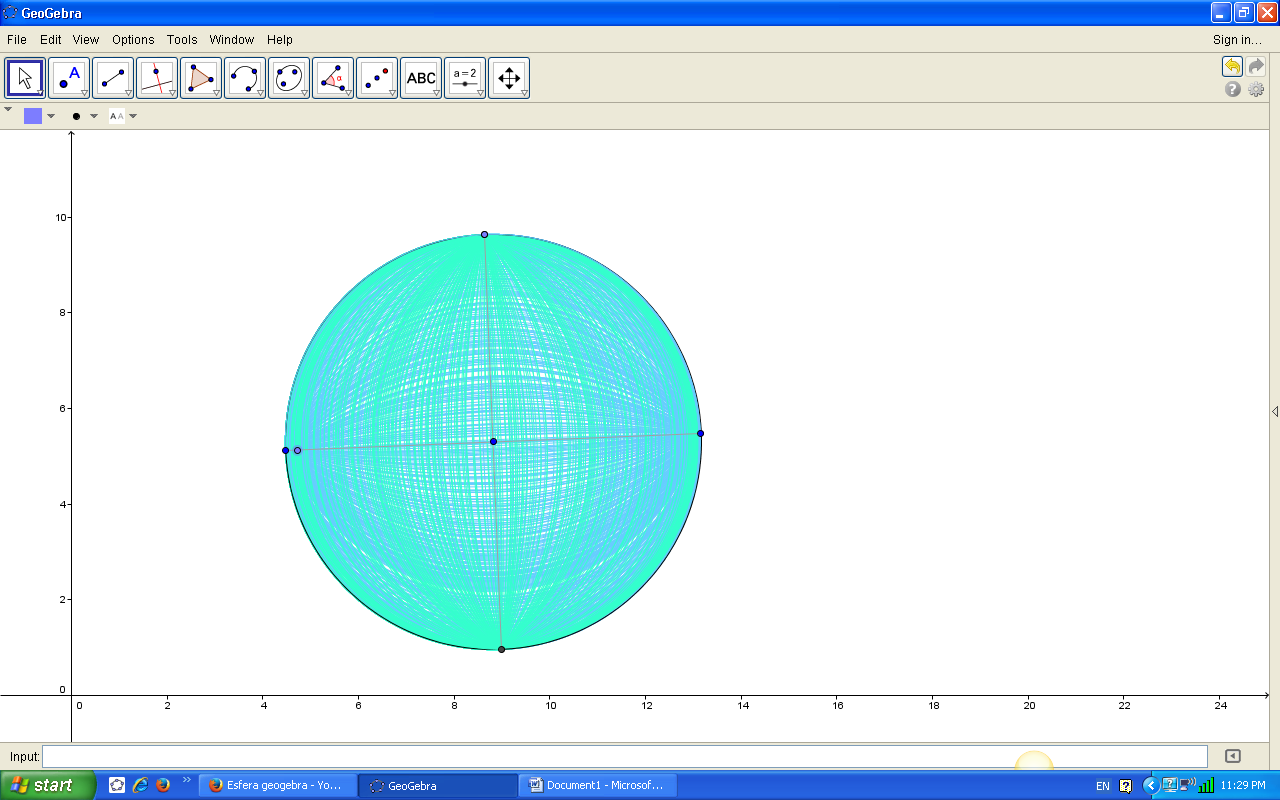 GeoGebra
File Edit View Options Tools Window Help Sign in...
A α ABC a=2
A A
10
8
6
4
2
0
0 2 4 6 8 10 12 14 16 18 20 22 24
Input:
start Esfera geogebra - Yo... GeoGebra Document1 - Microsof... EN 11:29 PM